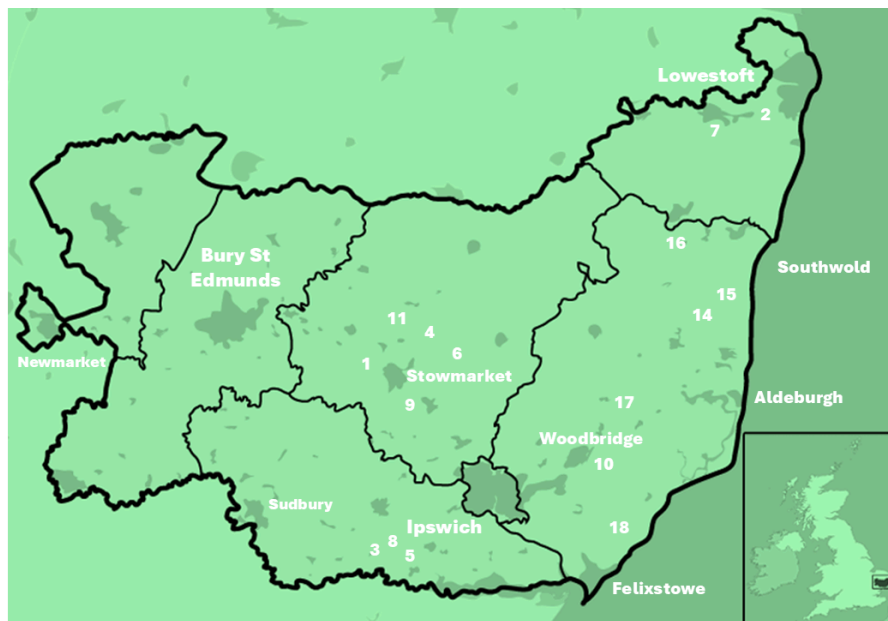 Lowestoft
2
7
16
Bury St
Edmunds
Southwold
15
14
11
4
6
Newmarket
1
Stowmarket
9
17
Aldeburgh
Woodbridge
10
Sudbury
Ipswich
18
3
8
5
Felixstowe